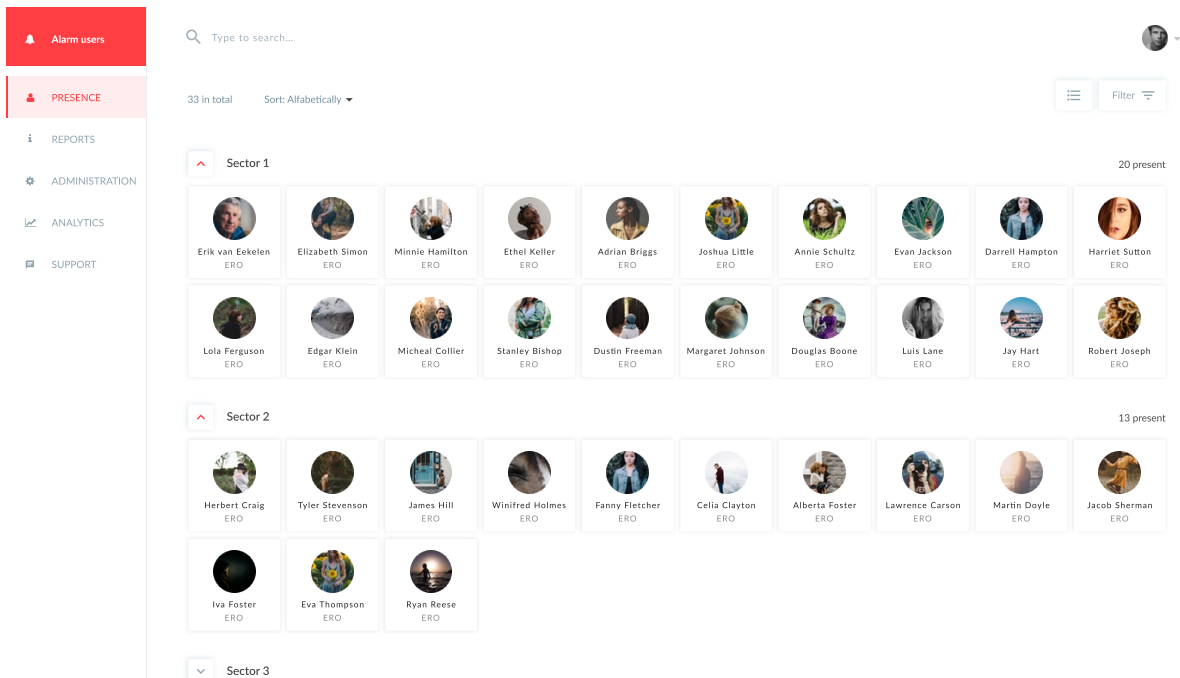 Alarm users
Type to search...
PRESENCE
REPORTS
ADMINISTRATION
ANALYTICS
SUPPORT
33 in total
Sort: Alfabetically
Filter
Sector 1
20 present
Erik van Eekelen
ERO
Elizabeth Simon
ERO
Minnie Hamilton
ERO
Ethel Keller
ERO
Adrian Briggs
ERO
Joshua Little
ERO
Annie Schultz
ERO
Evan Jackson
ERO
Darrell Hampton
ERO
Harriet Sutton
ERO
Lola Ferguson
ERO
Edgar Klein
ERO
Micheal Collier
ERO
Stanley Bishop
ERO
Dustin Freeman
ERO
Margaret Johnson
ERO
Douglas Boone
ERO
Luis Lane
ERO
Jay Hart
ERO
Robert Joseph
ERO
Sector 2
13 present
Herbert Craig
ERO
Tyler Stevenson
ERO
James Hill
ERO
Winifred Holmes
ERO
Fanny Fletcher
ERO
Celia Clayton
ERO
Alberta Foster
ERO
Lawrence Carson
ERO
Martin Doyle
ERO
Jacob Sherman
ERO
Iva Foster
ERO
Eva Thompson
ERO
Ryan Reese
ERO
Sector 3